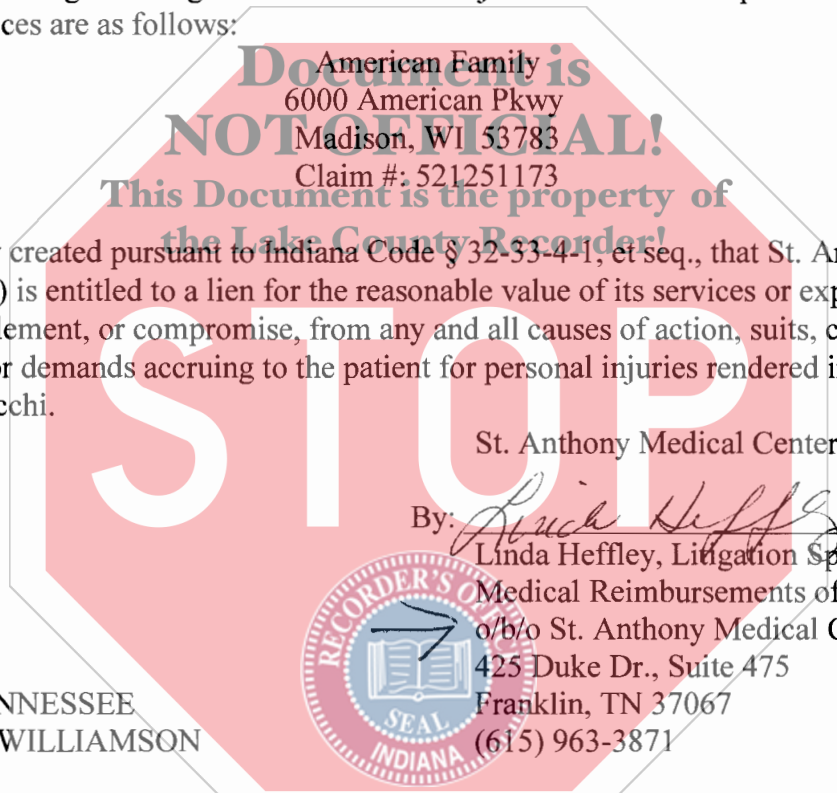 ces are as follows:
American Family
6000 American Pkwy
Madison, WI 53783
Claim #: 521251173
Document is
NOT OFFICIAL!
This Document is the property of
the Lake County Recorder!
created pursuant to Indiana Code § 32-33-4-1, et seq., that St. A
) is entitled to a lien for the reasonable value of its services or exp
lement, or compromise, from any and all causes of action, suits, c
or demands accruing to the patient for personal injuries rendered i
cchi.
STOP
St. Anthony Medical Center
By: Linda Heffley
Linda Heffley, Litigation Sp
Medical Reimbursements of
o/b/o St. Anthony Medical C
425 Duke Dr., Suite 475
Franklin, TN 37067
(615) 963-3871
NNESSEE
WILLIAMSON
RECORDER'S OFFICE
SEAL
INDIANA